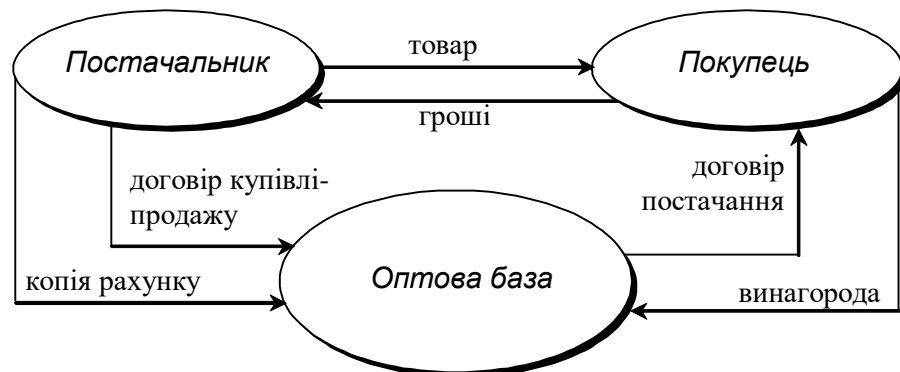 Постачальник
товар
Покупець
гроші
договір купівлі-
продажу
договір
постачання
копія рахунку
Оптова база
винагорода